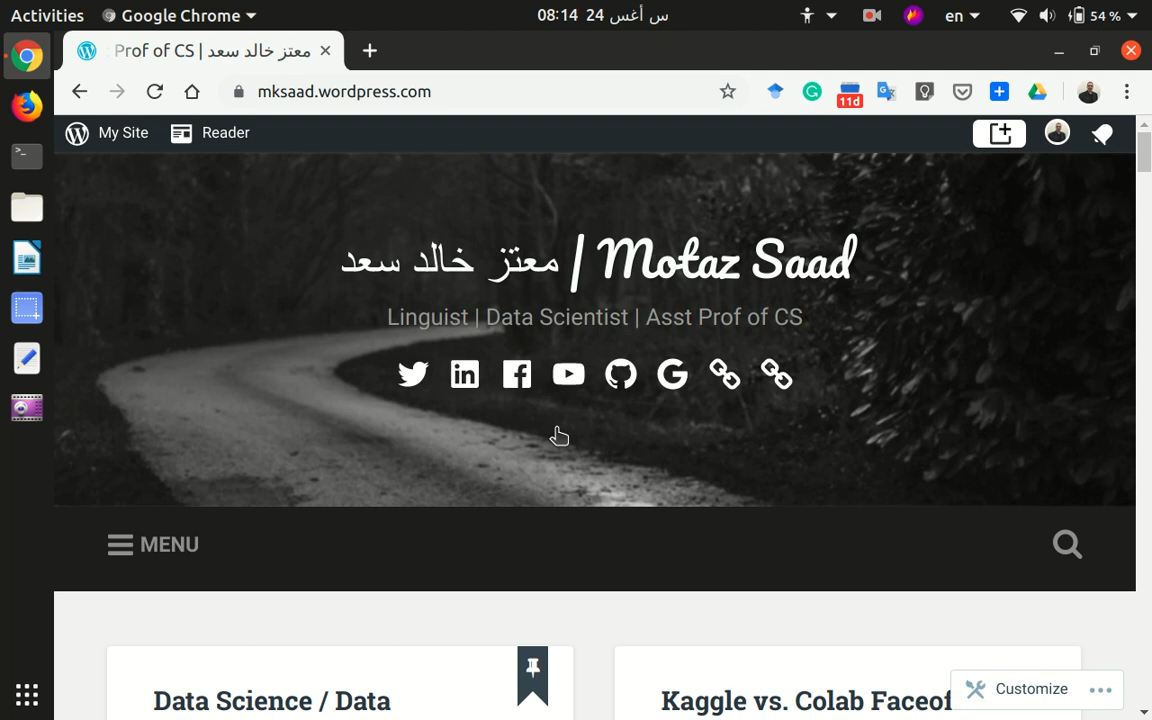 Activities Google Chrome 08:14 24 س أغس en 54 %
معتز خالد سعد | Prof of CS
mksaad.wordpress.com 11d
My Site Reader
معتز خالد سعد | Motaz Saad
Linguist | Data Scientist | Asst Prof of CS
MENU
Data Science / Data
Kaggle vs. Colab Faceof
Customize